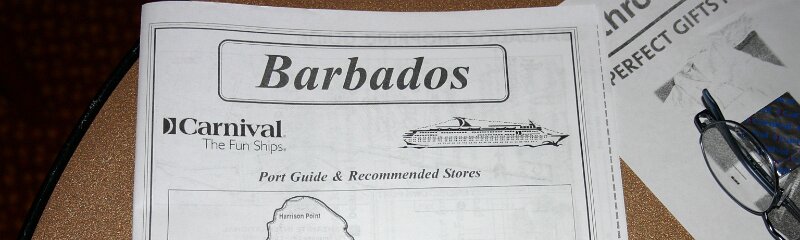 Barbados
Carnival®
The Fun Ships®
Port Guide & Recommended Stores
Harrison Point
PERFECT GIFTS